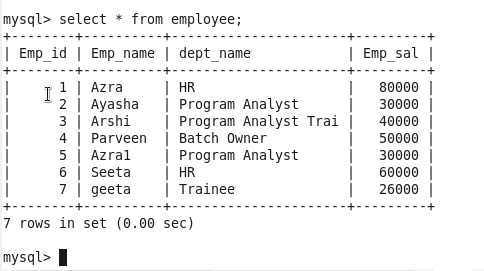 mysql> select * from employee;
+--------+----------+---------------------+---------+
| Emp_id | Emp_name | dept_name           | Emp_sal |
+--------+----------+---------------------+---------+
|      1 | Azra     | HR                  |   80000 |
|      2 | Ayasha   | Program Analyst     |   30000 |
|      3 | Arshi    | Program Analyst Trai |   40000 |
|      4 | Parveen  | Batch Owner         |   50000 |
|      5 | Azra1    | Program Analyst     |   30000 |
|      6 | Seeta    | HR                  |   60000 |
|      7 | geeta    | Trainee             |   26000 |
+--------+----------+---------------------+---------+
7 rows in set (0.00 sec)
mysql>